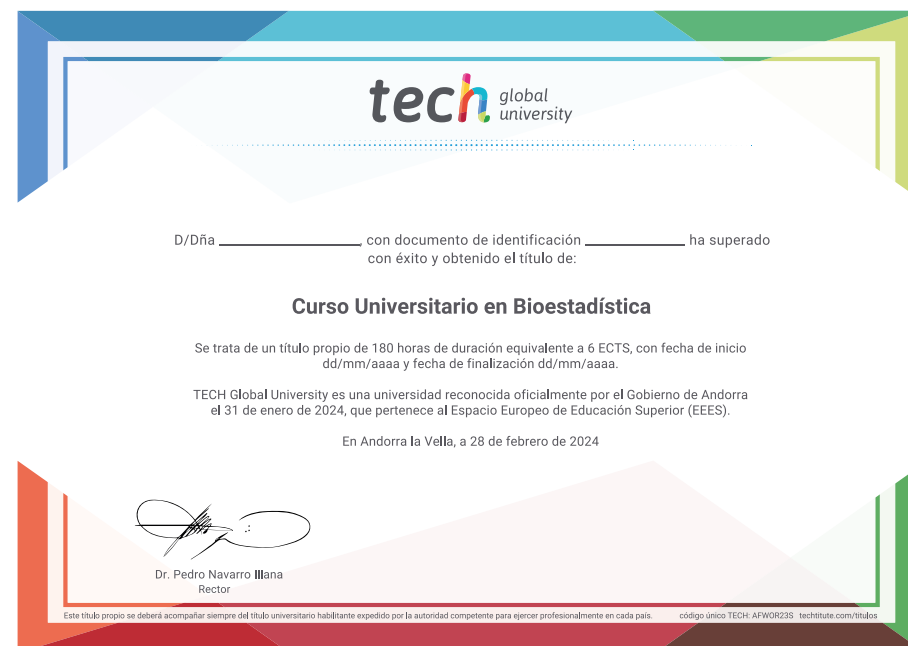 tech global university
D/Dña ____________________, con documento de identificación ______________ ha superado
con éxito y obtenido el título de:
Curso Universitario en Bioestadística
Se trata de un título propio de 180 horas de duración equivalente a 6 ECTS, con fecha de inicio
dd/mm/aaaa y fecha de finalización dd/mm/aaaa.
TECH Global University es una universidad reconocida oficialmente por el Gobierno de Andorra
el 31 de enero de 2024, que pertenece al Espacio Europeo de Educación Superior (EEES).
En Andorra la Vella, a 28 de febrero de 2024
Dr. Pedro Navarro Illana
Rector
Este título propio se deberá acompañar siempre del título universitario habilitante expedido por la autoridad competente para ejercer profesionalmente en cada país. código único TECH: AFWOR23S techtitute.com/titulos